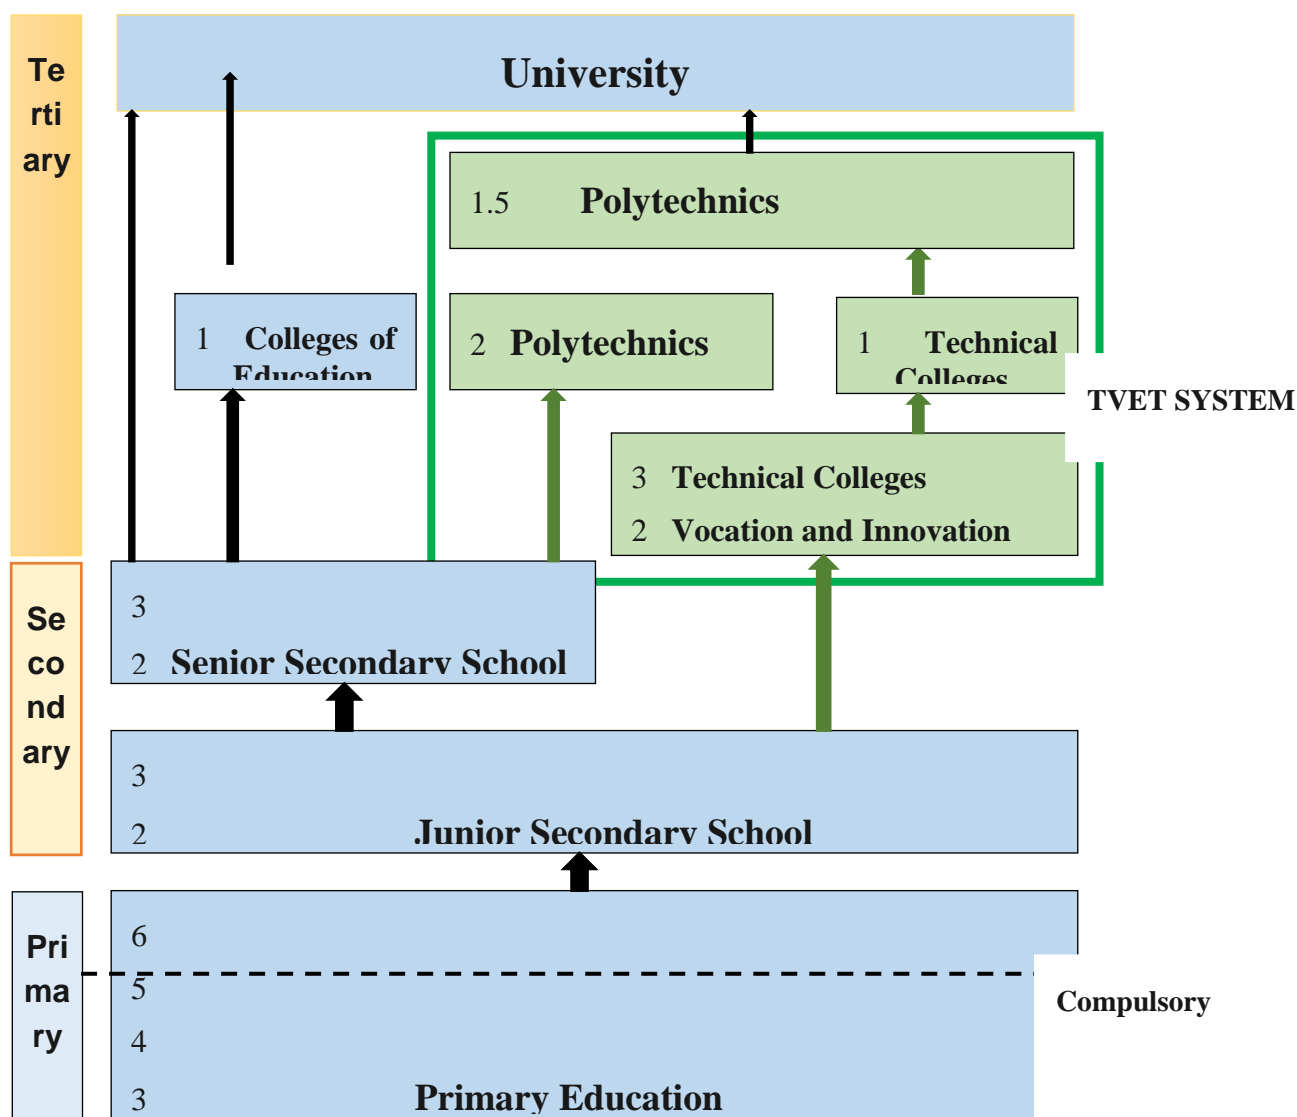 Te
rti
ary
University
1.5 Polytechnics
1 Colleges of
Education
2 Polytechnics
1 Technical
Colleges
TVET SYSTEM
3 Technical Colleges
2 Vocation and Innovation
Se
co
nd
ary
3
2 Senior Secondary School
3
2 Junior Secondary School
Pri
ma
ry
6
5
4
3 Primary Education
Compulsory